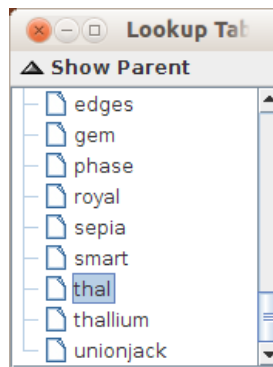 Lookup Tab
Show Parent
edges
gem
phase
royal
sepia
smart
thal
thallium
unionjack